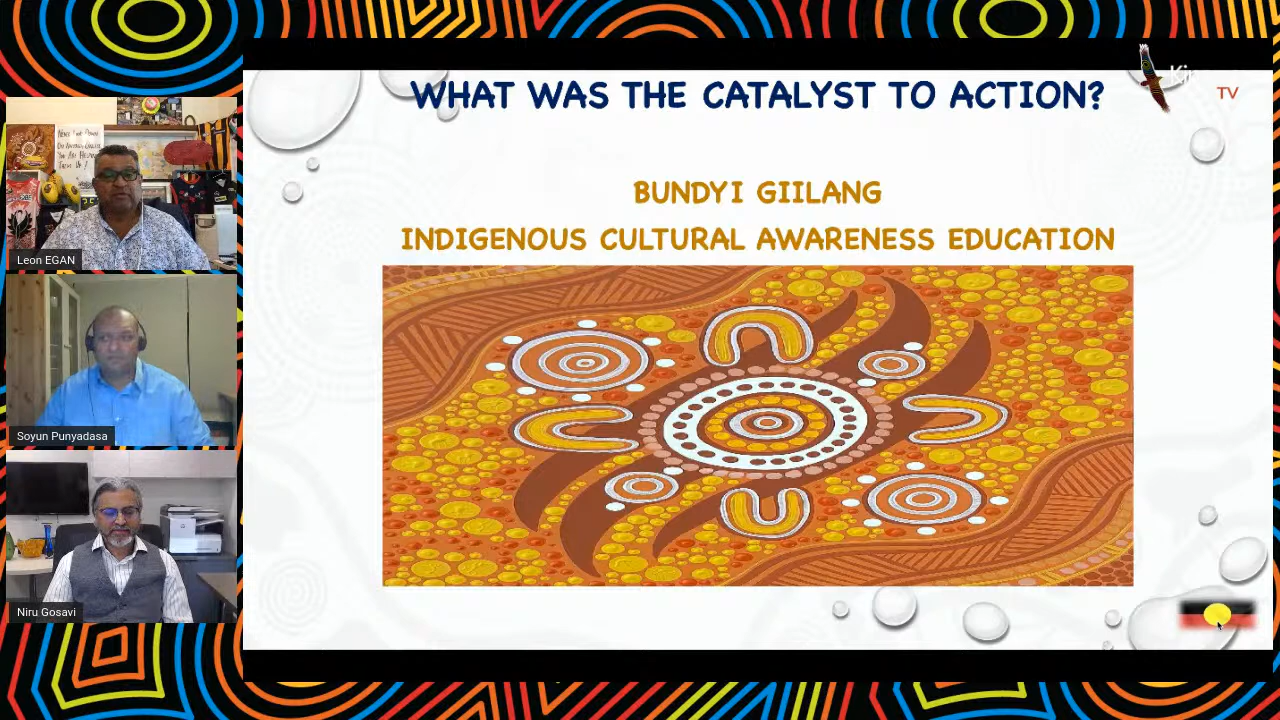 WHAT WAS THE CATALYST TO ACTION?
TV
BUNDYI GIILANG
INDIGENOUS CULTURAL AWARENESS EDUCATION
Leon EGAN
Soyun Punyadasa
Niru Gosavi